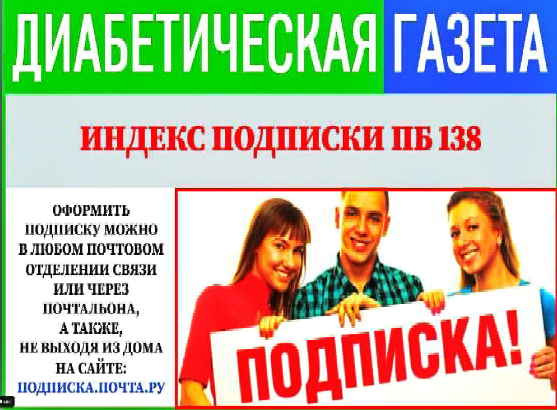 ДИАБЕТИЧЕСКАЯ ГАЗЕТА
ИНДЕКС ПОДПИСКИ ПБ 138
ОФОРМИТЬ
ПОДПИСКУ МОЖНО
В ЛЮБОМ ПОЧТОВОМ
ОТДЕЛЕНИИ СВЯЗИ
ИЛИ ЧЕРЕЗ
ПОЧТАЛЬОНА,
А ТАКЖЕ,
НЕ ВЫХОДЯ ИЗ ДОМА
НА САЙТЕ:
ПОДПИСКА.ПОЧТА.РУ
ПОДПИСКА!